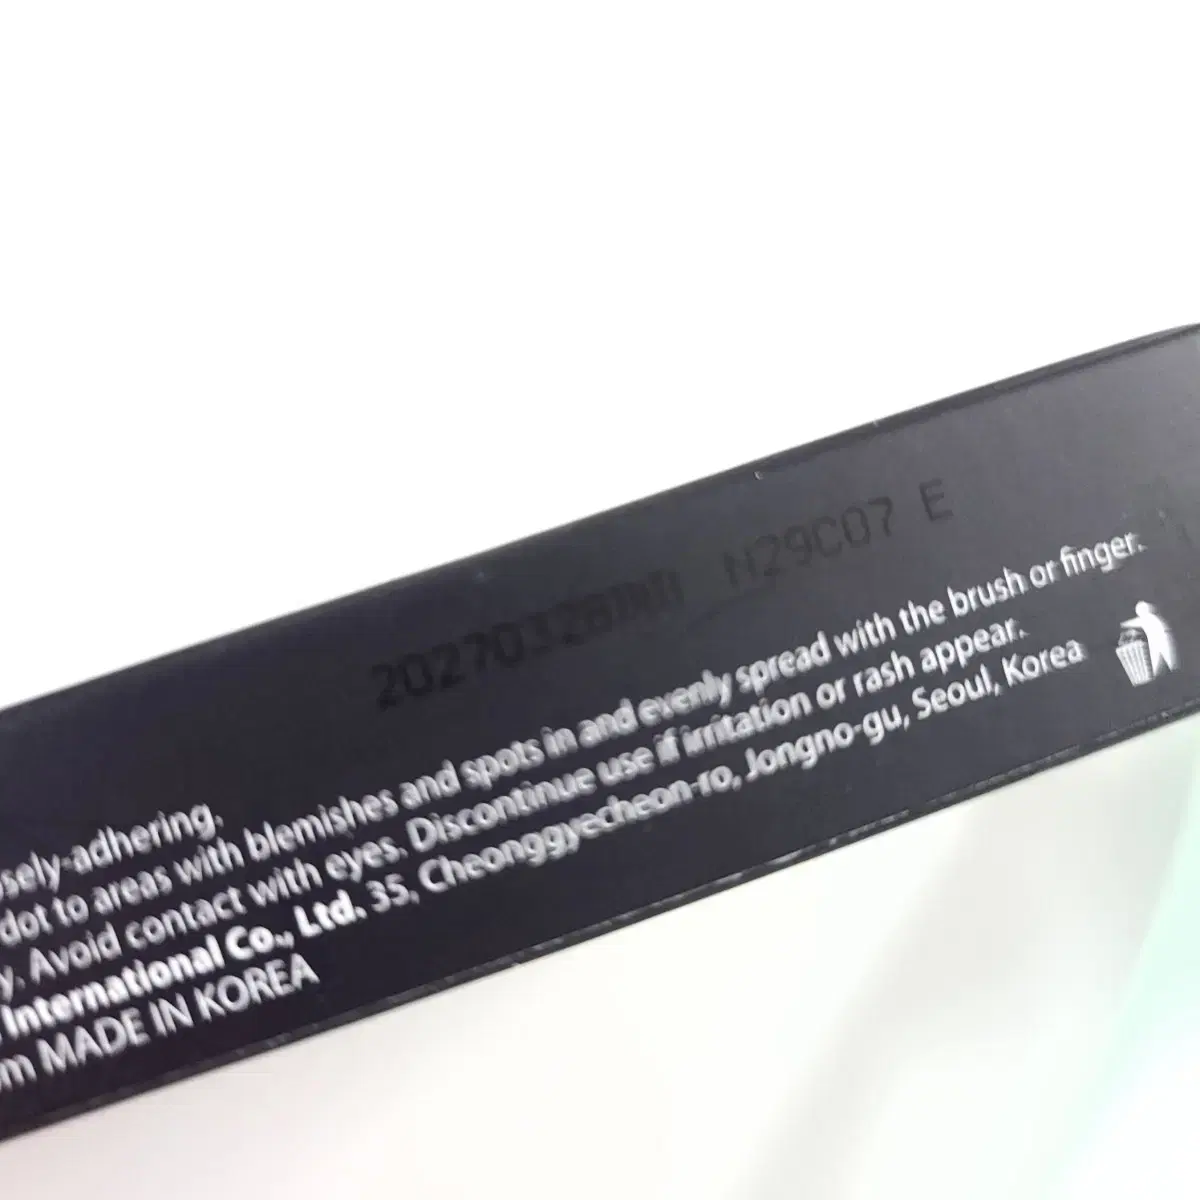 20270328 N29C07 E
sely-adhering.
dot to areas with blemishes and spots in and evenly spread with the brush or finger.
y. Avoid contact with eyes. Discontinue use if irritation or rash appear.
International Co., Ltd. 35, Cheonggyecheon-ro, Jongno-gu, Seoul, Korea
m MADE IN KOREA